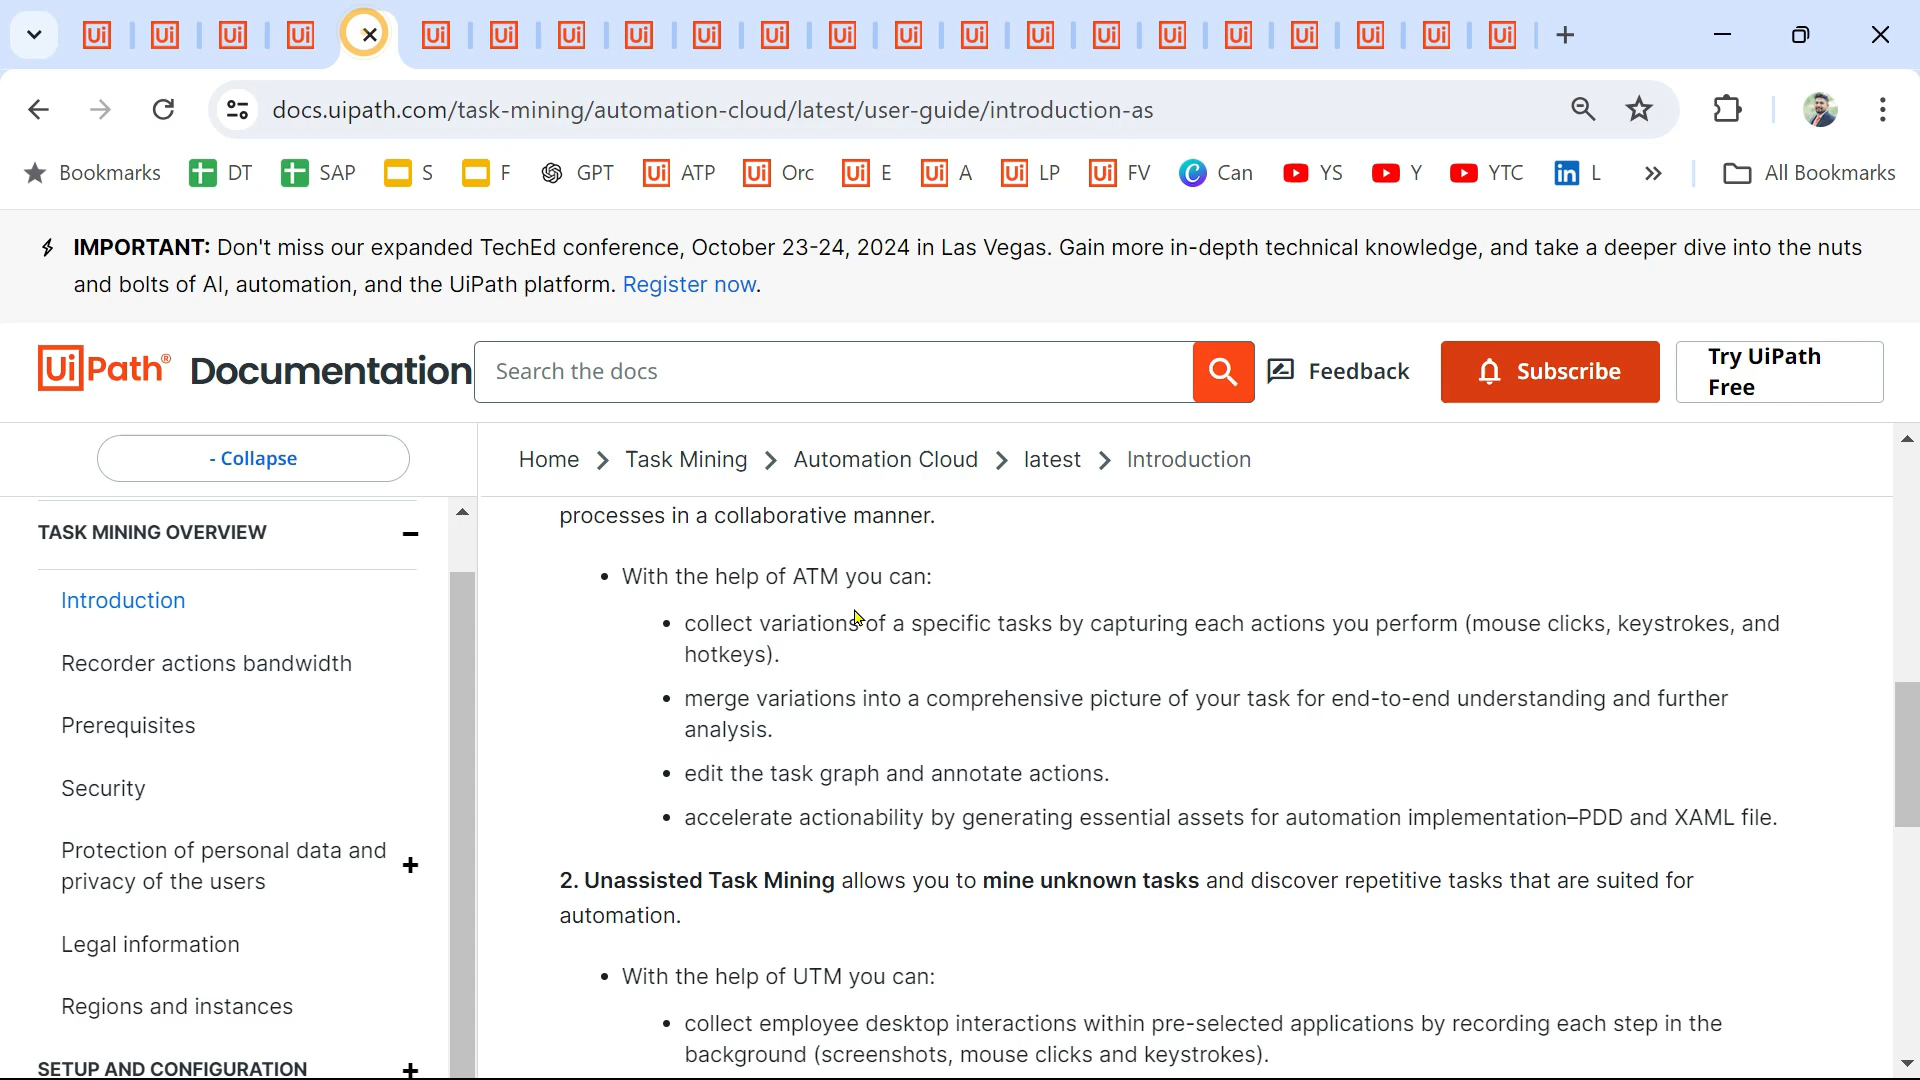 docs.uipath.com/task-mining/automation-cloud/latest/user-guide/introduction-as
Bookmarks DT SAP S F GPT Ui ATP Ui Orc Ui E Ui A Ui LP Ui FV Can YS Y YTC in L » All Bookmarks
IMPORTANT: Don't miss our expanded TechEd conference, October 23-24, 2024 in Las Vegas. Gain more in-depth technical knowledge, and take a deeper dive into the nuts
and bolts of AI, automation, and the UiPath platform. Register now.
UiPath® Documentation Search the docs Feedback Subscribe Try UiPath
Free
- Collapse
Home > Task Mining > Automation Cloud > latest > Introduction
TASK MINING OVERVIEW
Introduction
Recorder actions bandwidth
Prerequisites
Security
Protection of personal data and
privacy of the users
Legal information
Regions and instances
SETUP AND CONFIGURATION
processes in a collaborative manner.
• With the help of ATM you can:
• collect variations of a specific tasks by capturing each actions you perform (mouse clicks, keystrokes, and
hotkeys).
• merge variations into a comprehensive picture of your task for end-to-end understanding and further
analysis.
• edit the task graph and annotate actions.
• accelerate actionability by generating essential assets for automation implementation–PDD and XAML file.
2. Unassisted Task Mining allows you to mine unknown tasks and discover repetitive tasks that are suited for
automation.
• With the help of UTM you can:
• collect employee desktop interactions within pre-selected applications by recording each step in the
background (screenshots, mouse clicks and keystrokes).